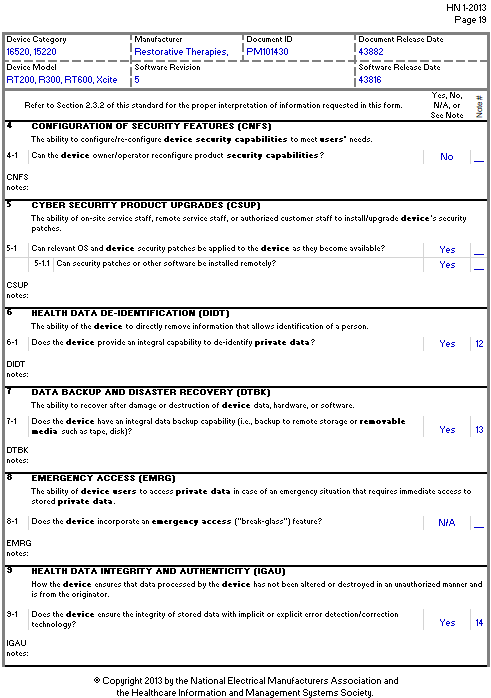 HN 1-2013
Page 19
Device Category Manufacturer Document ID Document Release Date
16520, 15220 Restorative Therapies, PM101430 43882
Device Model Software Revision Software Release Date
RT200, R300, RT600, Xcite 5 43816
Refer to Section 2.3.2 of this standard for the proper interpretation of information requested in this form.
Yes, No,
N/A, or
See Note
Note #
4 CONFIGURATION OF SECURITY FEATURES (CNFS)
The ability to configure/re-configure device security capabilities to meet users' needs.
4-1 Can the device owner/operator reconfigure product security capabilities? No __
CNFS
notes:
5 CYBER SECURITY PRODUCT UPGRADES (CSUP)
The ability of on-site service staff, remote service staff, or authorized customer staff to install/upgrade device's security
patches.
5-1 Can relevant OS and device security patches be applied to the device as they become available? Yes __
5-1.1 Can security patches or other software be installed remotely? Yes __
CSUP
notes:
6 HEALTH DATA DE-IDENTIFICATION (DIDT)
The ability of the device to directly remove information that allows identification of a person.
6-1 Does the device provide an integral capability to de-identify private data? Yes 12
DIDT
notes:
7 DATA BACKUP AND DISASTER RECOVERY (DTBK)
The ability to recover after damage or destruction of device data, hardware, or software.
7-1 Does the device have an integral data backup capability (i.e., backup to remote storage or removable
media such as tape, disk)? Yes 13
DTBK
notes:
8 EMERGENCY ACCESS (EMRG)
The ability of device users to access private data in case of an emergency situation that requires immediate access to
stored private data.
8-1 Does the device incorporate an emergency access ("break-glass") feature? N/A __
EMRG
notes:
9 HEALTH DATA INTEGRITY AND AUTHENTICITY (IGAU)
How the device ensures that data processed by the device has not been altered or destroyed in an unauthorized manner and
is from the originator.
9-1 Does the device ensure the integrity of stored data with implicit or explicit error detection/correction
technology? Yes 14
IGAU
notes:
® Copyright 2013 by the National Electrical Manufacturers Association and
the Healthcare Information and Management Systems Society.